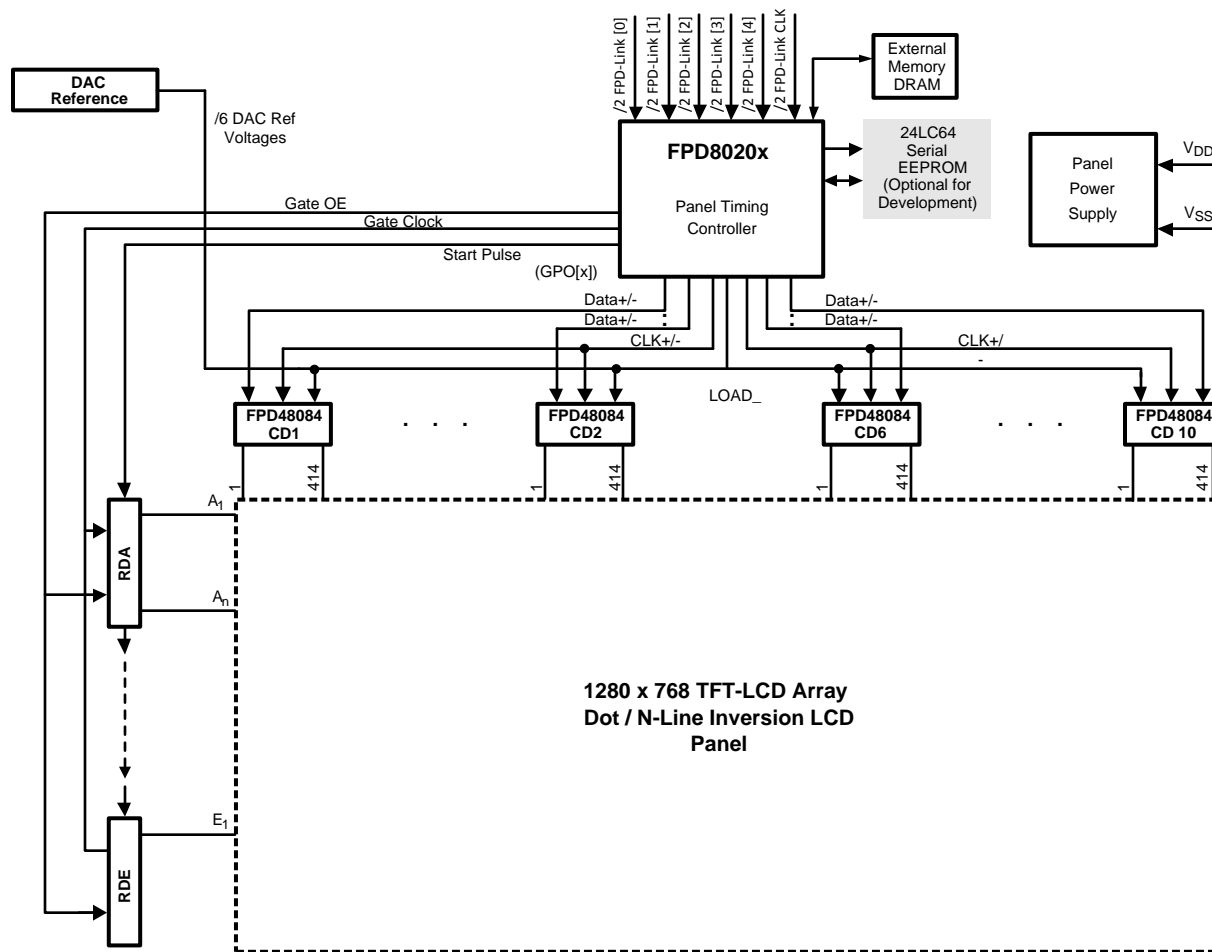 /2 FPD-Link [0]
/2 FPD-Link [1]
/2 FPD-Link [2]
/2 FPD-Link [3]
/2 FPD-Link [4]
/2 FPD-Link CLK
External
Memory
DRAM
DAC
Reference
/6 DAC Ref
Voltages
FPD8020x
Panel Timing
Controller
24LC64
Serial
EEPROM
(Optional for
Development)
Panel
Power
Supply
VDD
VSS
Gate OE
Gate Clock
Start Pulse
(GPO[x])
Data+/-
:
Data+/-
CLK+/-
Data+/-
:
Data+/-
CLK+/
-
LOAD_
FPD48084
CD1
. . .
FPD48084
CD2
FPD48084
CD6
. . .
FPD48084
CD 10
1
414
1
414
1
414
1
414
A1
RDA
An
1280 x 768 TFT-LCD Array
Dot / N-Line Inversion LCD
Panel
E1
RDE